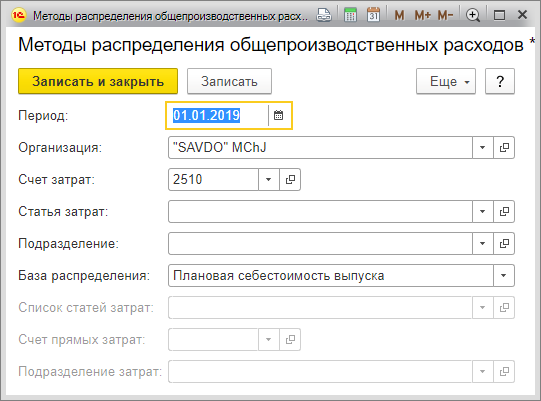 1С Методы распределения общепроизводственных расх.. 31 M M+ M-
Методы распределения общепроизводственных расходов *
Записать и закрыть Записать Еще ?
Период: 01.01.2019
Организация: "SAVDO" MChJ
Счет затрат: 2510
Статья затрат:
Подразделение:
База распределения: Плановая себестоимость выпуска
Список статей затрат:
Счет прямых затрат:
Подразделение затрат: